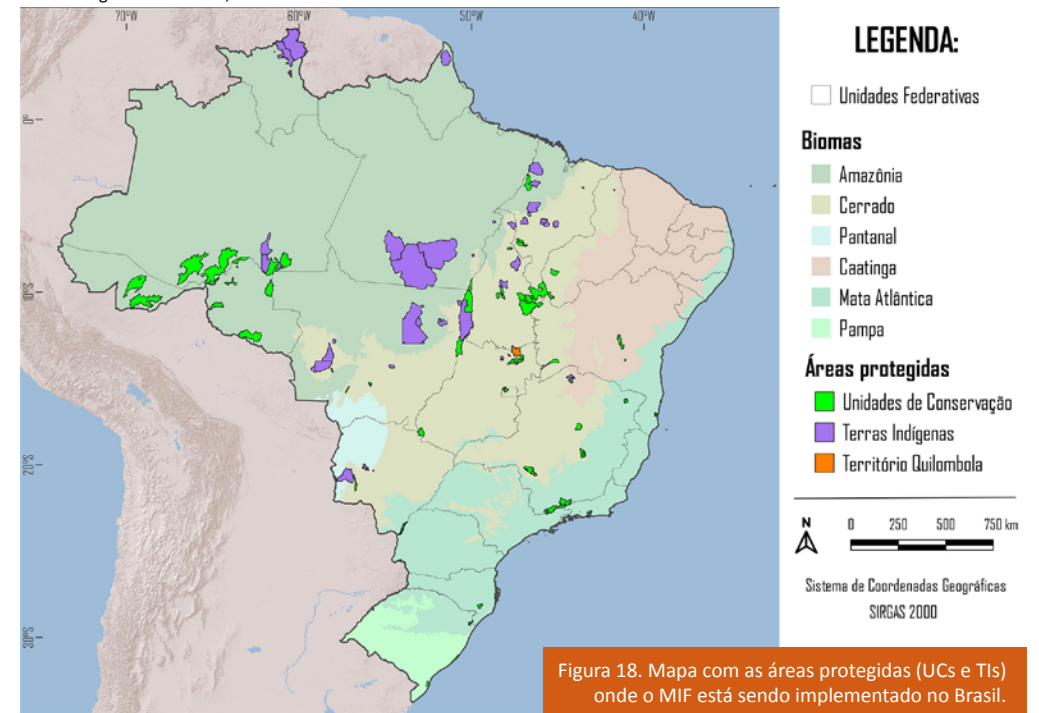 70°W 60°W 50°W 40°W
0°
20°S
30°S
LEGENDA:
Unidades Federativas
Biomas
Amazônia
Cerrado
Pantanal
Caatinga
Mata Atlântica
Pampa
Áreas protegidas
Unidades de Conservação
Terras Indígenas
Território Quilombola
N
0 250 500 750 km
Sistema de Coordenadas Geográficas
SIRGAS 2000
Figura 18. Mapa com as áreas protegidas (UCs e TIs)
onde o MIF está sendo implementado no Brasil.